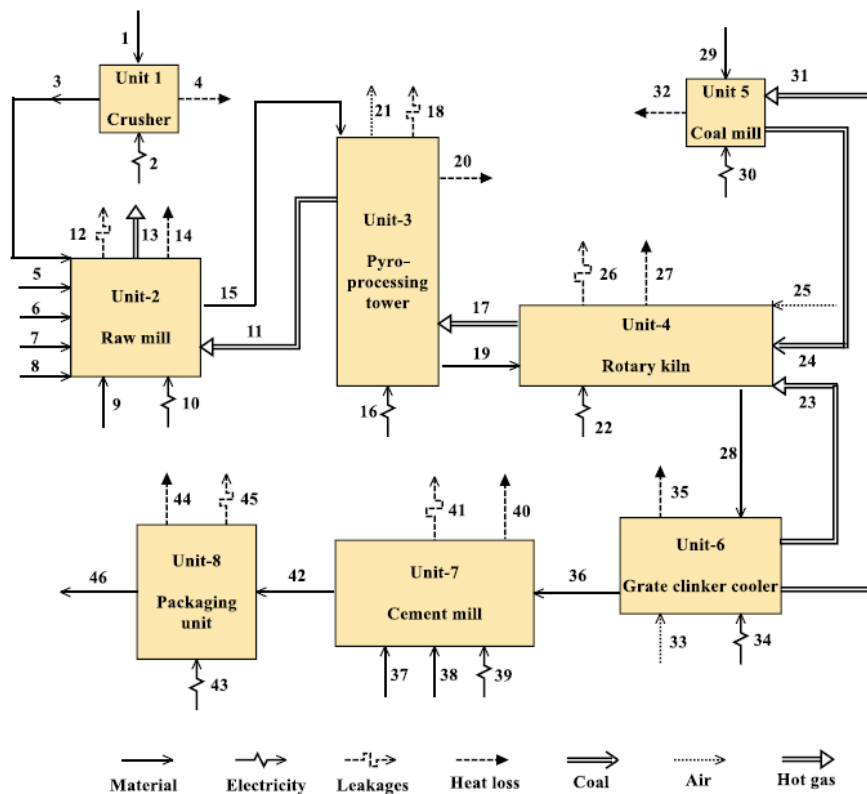 1
29
3
Unit 1
4
Crusher
2
31
32
Unit 5
Coal mill
30
21
18
20
12
13
14
5
6
7
8
Unit-2
Raw mill
15
11
9
10
Unit-3
Pyro-
processing
tower
16
17
19
26
27
25
Unit-4
Rotary kiln
24
23
22
28
44
45
41
40
35
46
Unit-8
Packaging
unit
42
Unit-7
Cement mill
36
Unit-6
Grate clinker cooler
43
37
38
39
33
34
Material
Electricity
Leakages
Heat loss
Coal
Air
Hot gas